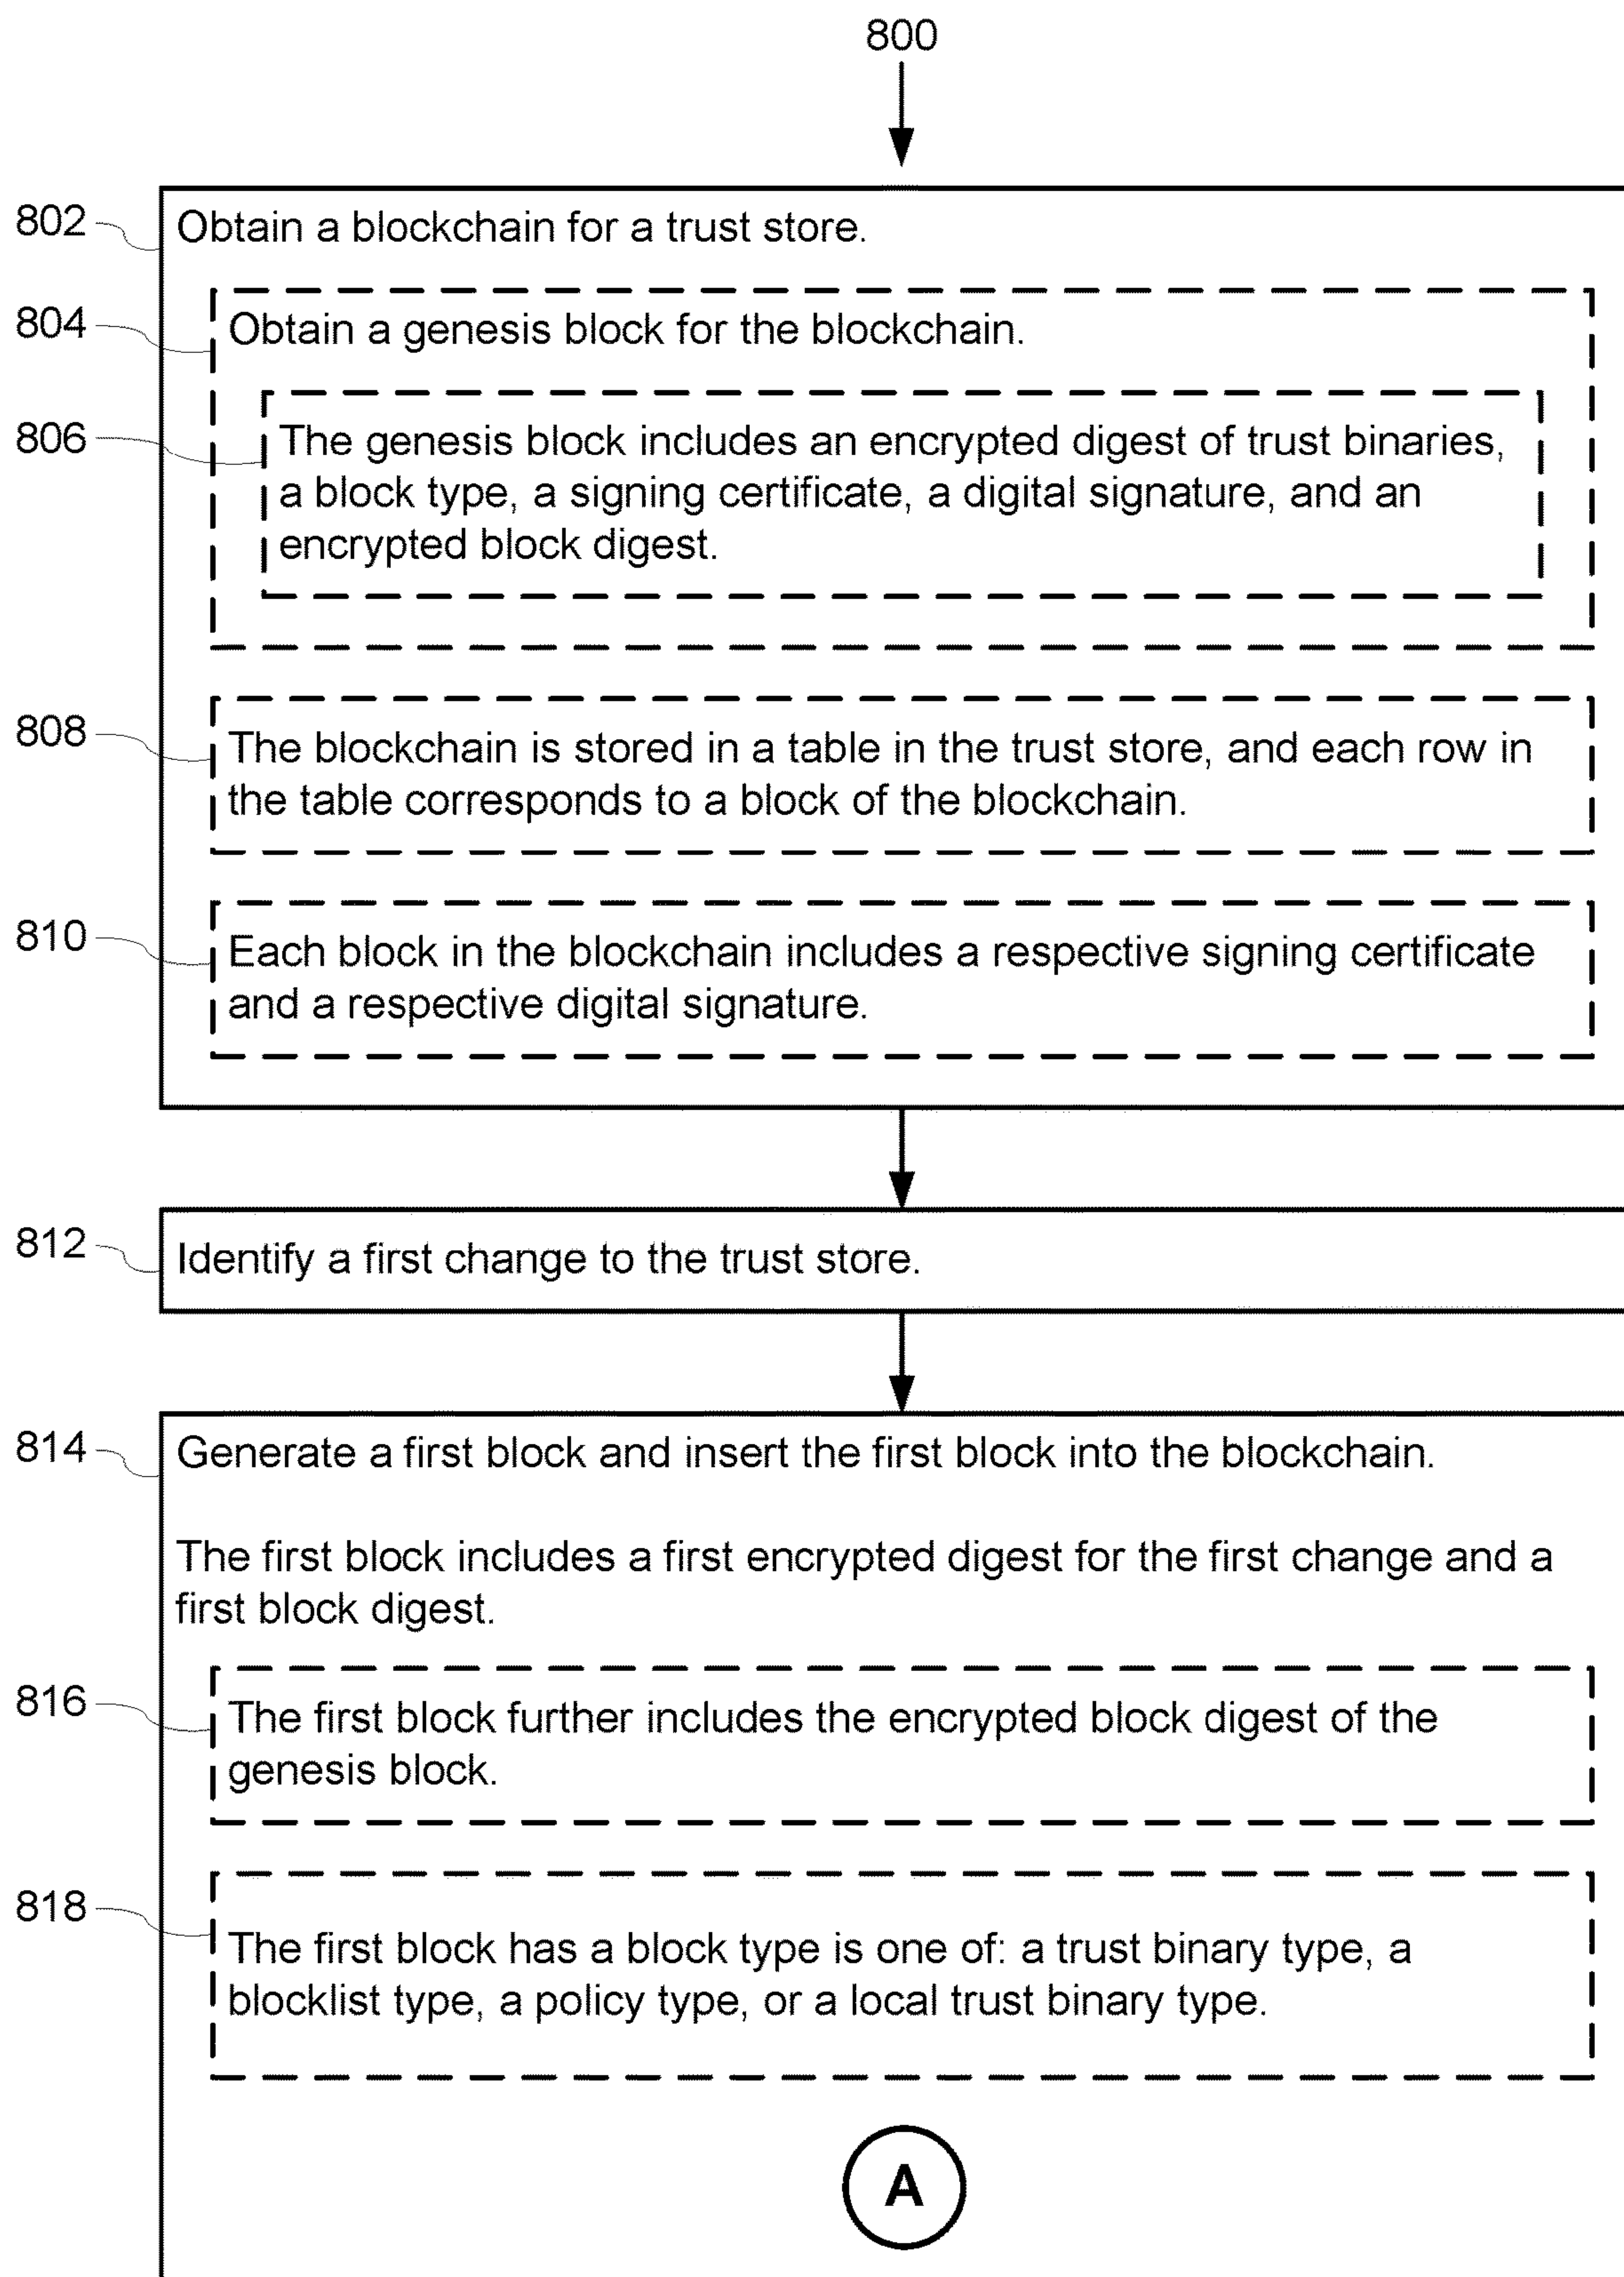 800
802
Obtain a blockchain for a trust store.
804
Obtain a genesis block for the blockchain.
806
The genesis block includes an encrypted digest of trust binaries,
a block type, a signing certificate, a digital signature, and an
encrypted block digest.
808
The blockchain is stored in a table in the trust store, and each row in
the table corresponds to a block of the blockchain.
810
Each block in the blockchain includes a respective signing certificate
and a respective digital signature.
812
Identify a first change to the trust store.
814
Generate a first block and insert the first block into the blockchain.
The first block includes a first encrypted digest for the first change and a
first block digest.
816
The first block further includes the encrypted block digest of the
genesis block.
818
The first block has a block type is one of: a trust binary type, a
blocklist type, a policy type, or a local trust binary type.
A